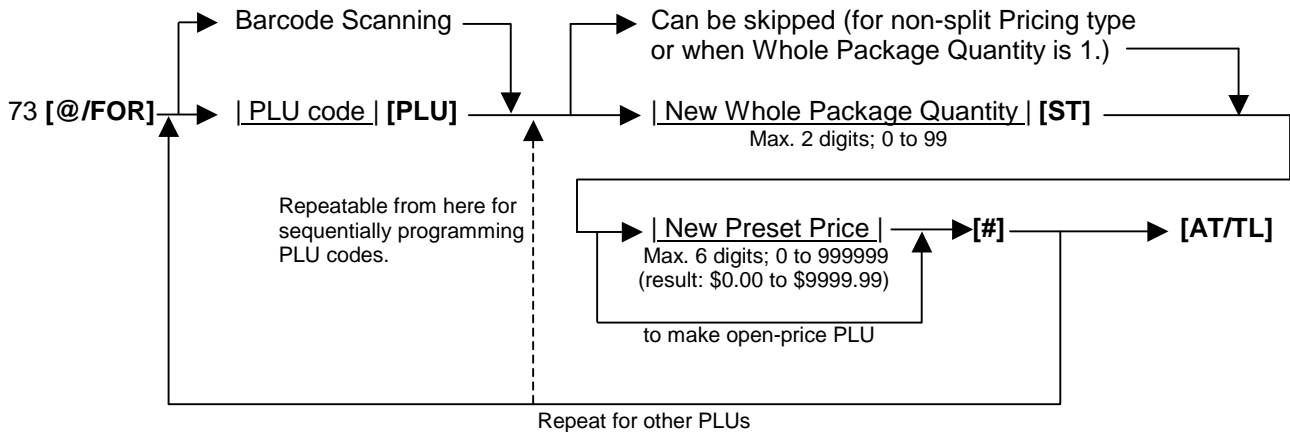 Barcode Scanning
Can be skipped (for non-split Pricing type
or when Whole Package Quantity is 1.)
73 [@/FOR]
| PLU code | [PLU]
| New Whole Package Quantity | [ST]
Max. 2 digits; 0 to 99
Repeatable from here for
sequentially programming
PLU codes.
| New Preset Price |
[#]
[AT/TL]
Max. 6 digits; 0 to 999999
(result: $0.00 to $9999.99)
to make open-price PLU
Repeat for other PLUs